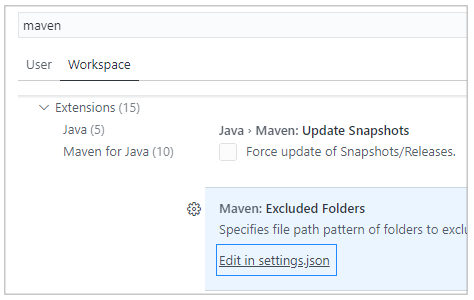 maven
User Workspace
Extensions (15)
Java (5)
Maven for Java (10)
Java › Maven: Update Snapshots
Force update of Snapshots/Releases.
Maven: Excluded Folders
Specifies file path pattern of folders to
Edit in settings.json